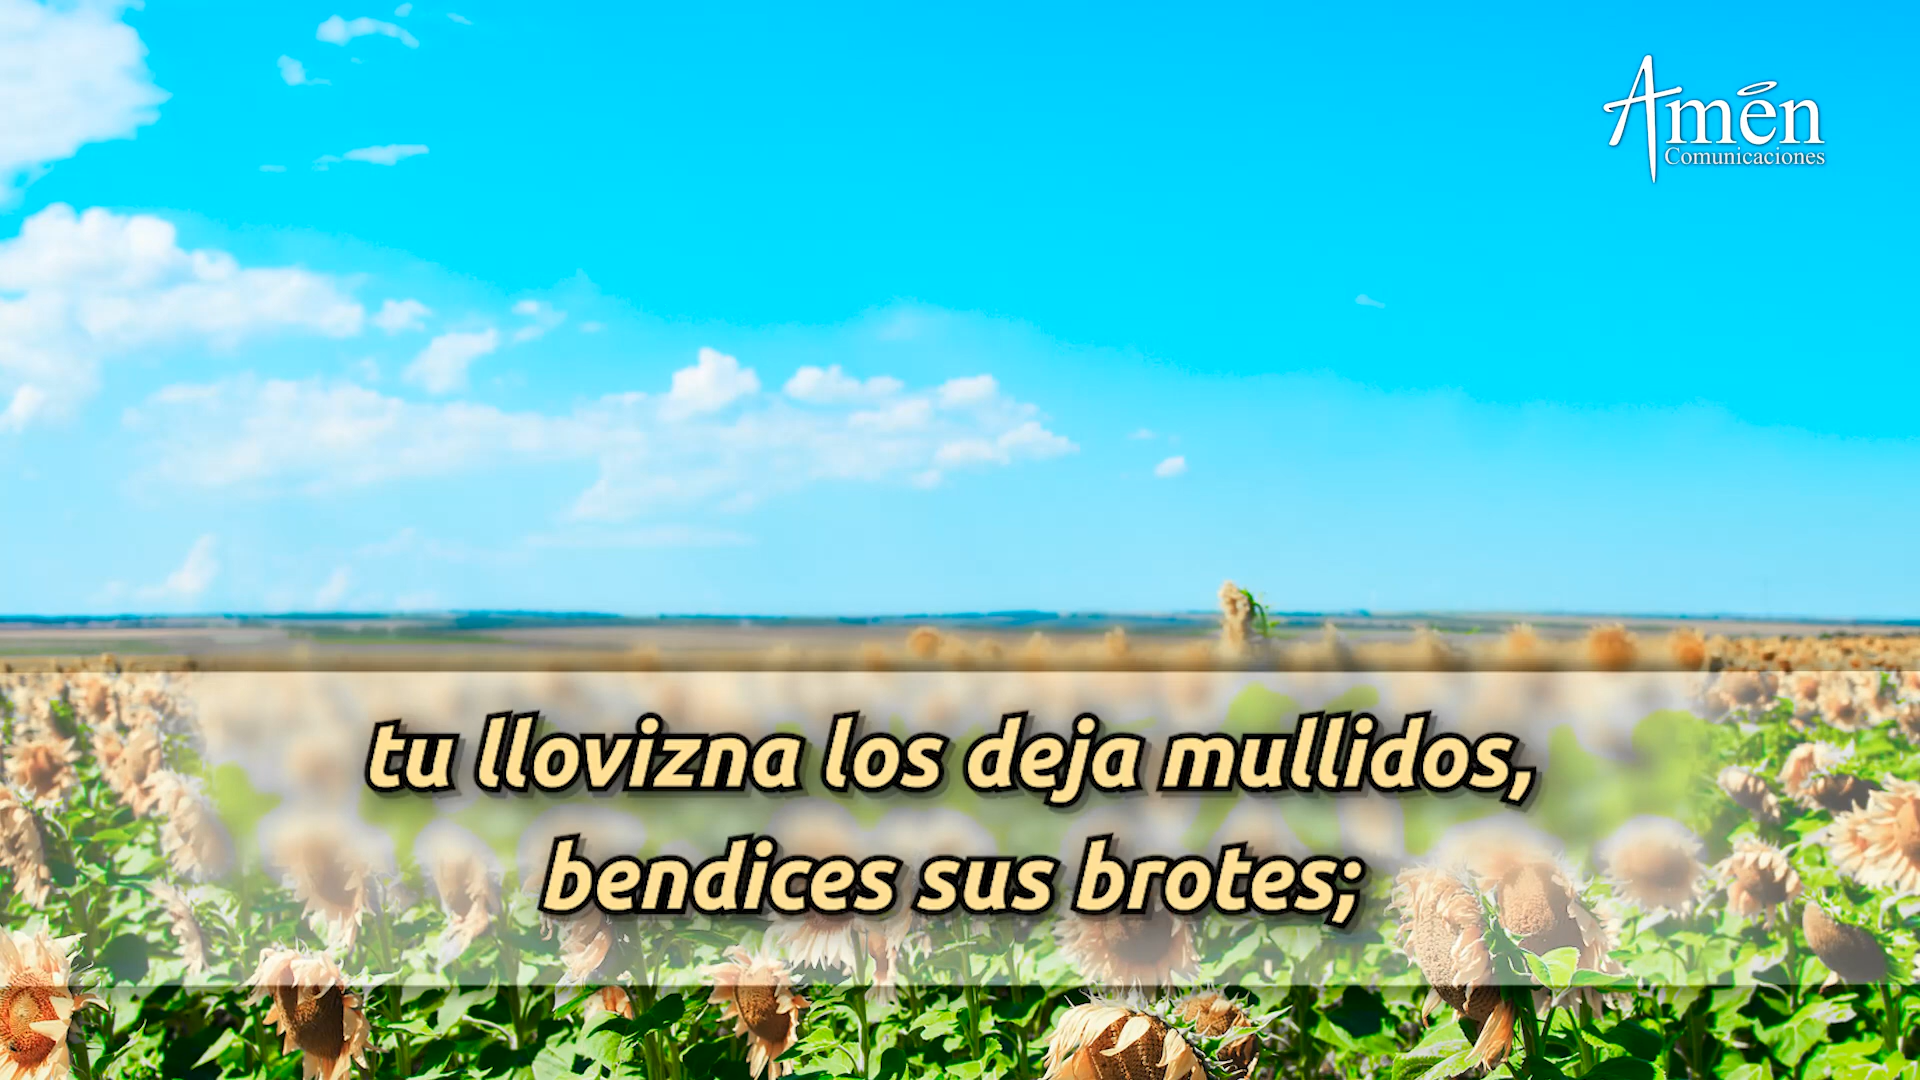 Amén
Comunicaciones
tu llovizna los deja mullidos,
bendices sus brotes;